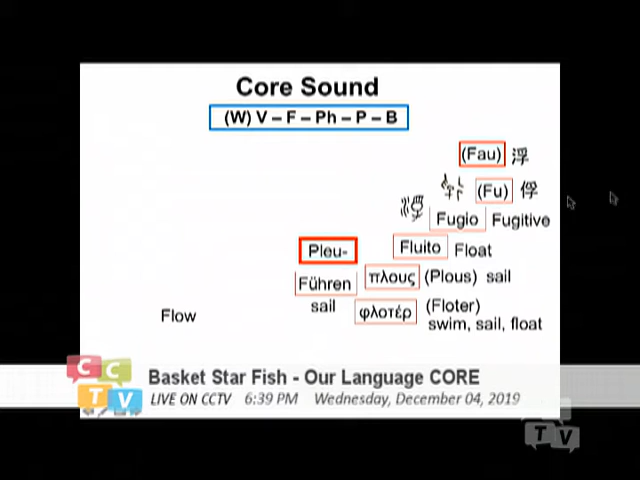 Core Sound
(W) V – F – Ph – P – B
(Fau) 浮
(Fu) 俘
Fugio Fugitive
Pleu- Fluito Float
Führen πλους (Plous) sail
sail φλοτέρ (Floter)
Flow swim, sail, float
CCTV
Basket Star Fish - Our Language CORE
LIVE ON CCTV 6:39 PM Wednesday, December 04, 2019
TV